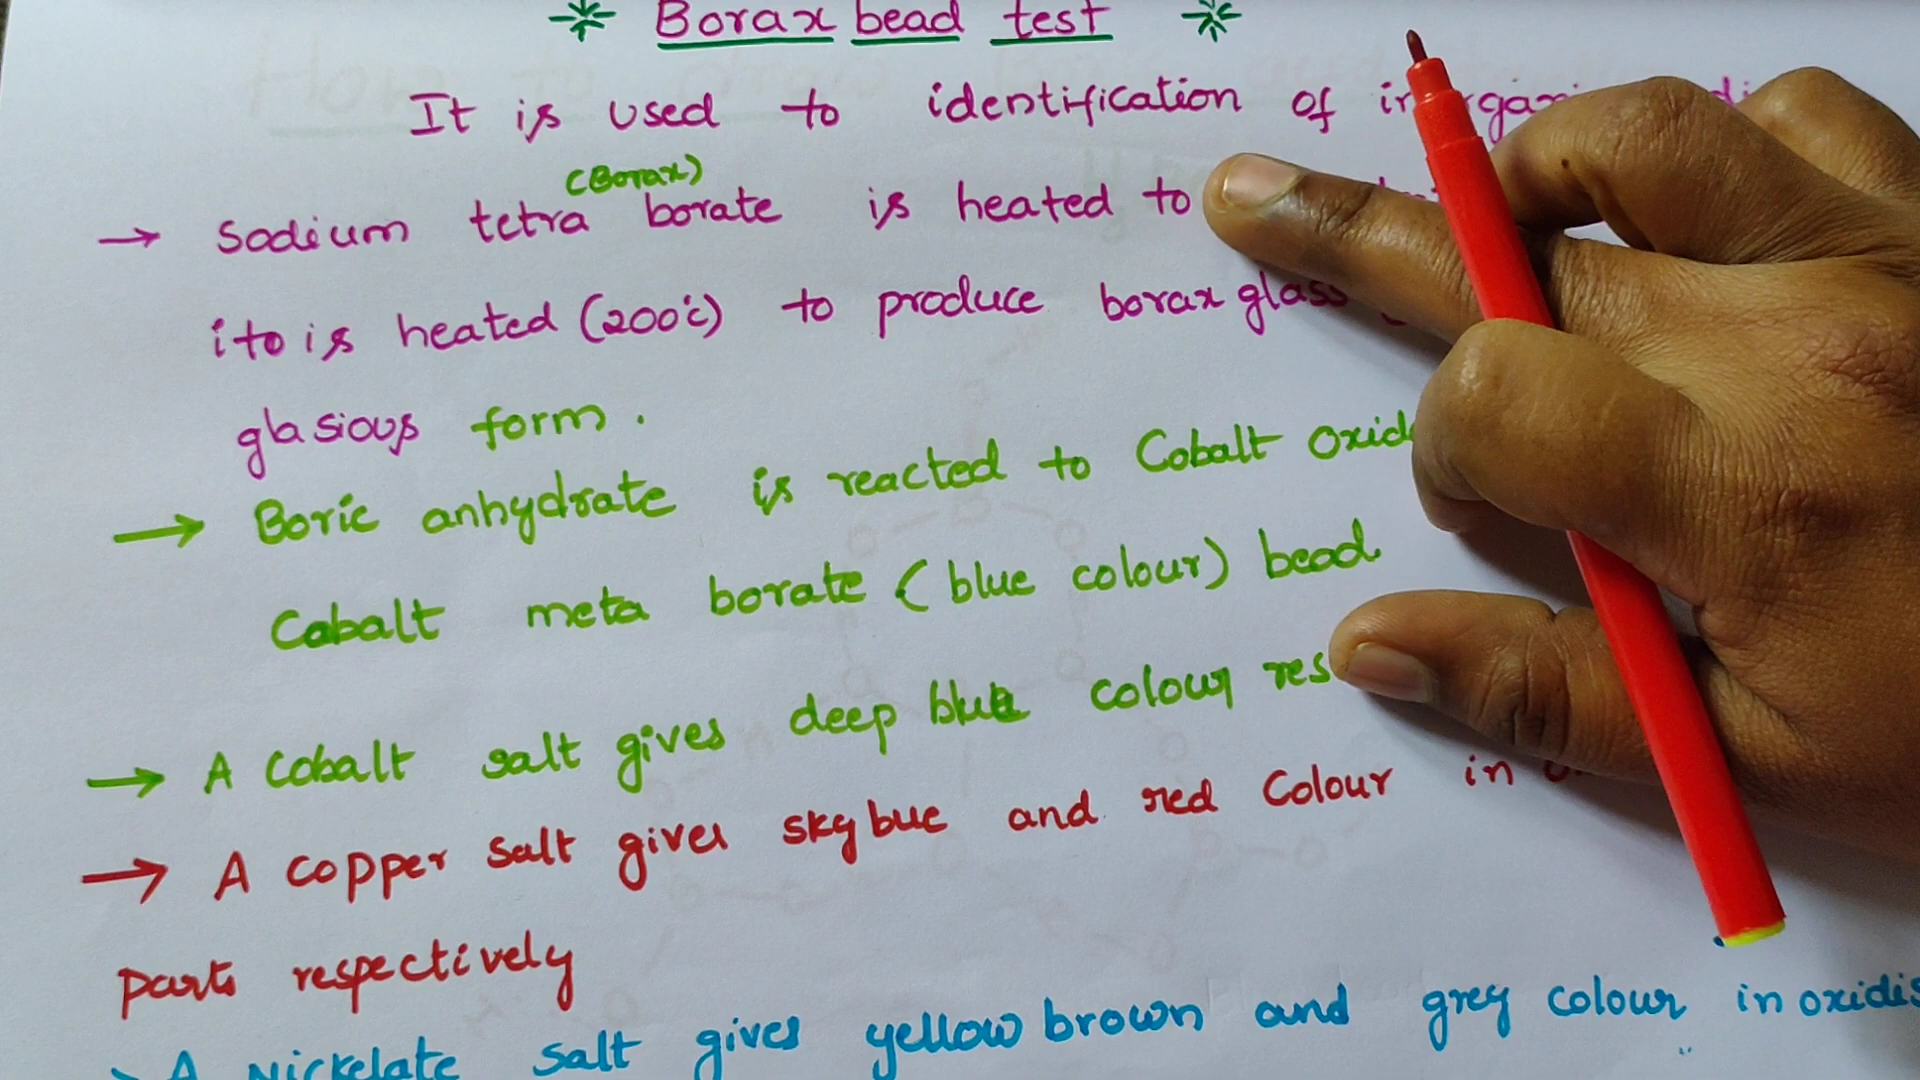 Borax bead test
It is used to identification of
(Borax)
→ Sodium tetra borate is heated to
ito is heated (200°c) to produce borax glass
glasious form.
→ Boric anhydrate is reacted to Cobalt Oxide
Cobalt meta borate (blue colour) bead
→ A cobalt salt gives deep blue colour
→ A copper salt gives sky bue and red Colour in
Parts respectively
A Nickelate salt gives yellow brown and grey colour in